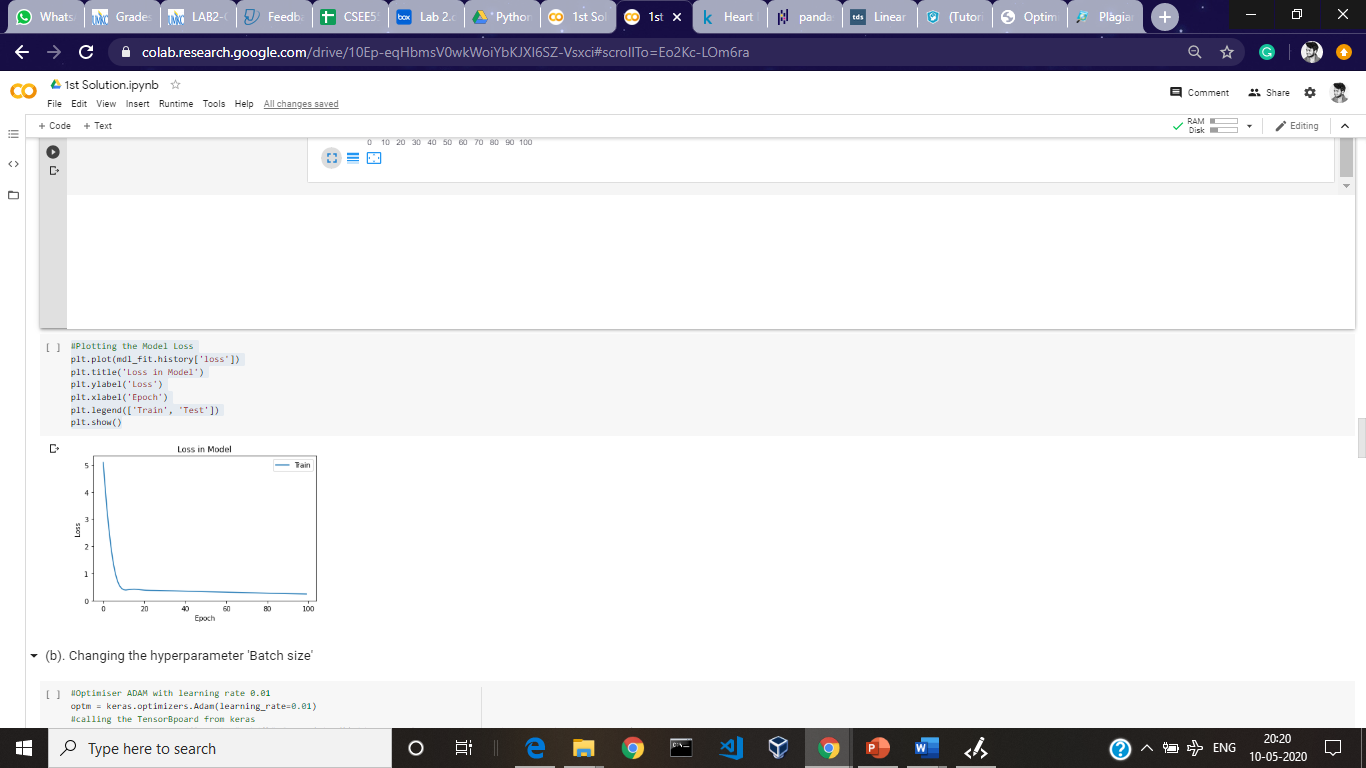 Whats
Grade
LAB2-
Feedb
CSEE5
Lab 2.
Python
1st Sol
1st
Heart
panda
Linear
(Tutor
Optim
Plagiar
colab.research.google.com/drive/10Ep-eqHbmsV0wkWoiYbKJXI6SZ-Vsxci#scrollTo=Eo2Kc-LOm6ra
1st Solution.ipynb
Comment
Share
File Edit View Insert Runtime Tools Help All changes saved
+ Code + Text
RAM
Disk
Editing
0 10 20 30 40 50 60 70 80 90 100
[ ] #Plotting the Model Loss
plt.plot(mdl_fit.history['loss'])
plt.title('Loss in Model')
plt.ylabel('Loss')
plt.xlabel('Epoch')
plt.legend(['Train', 'Test'])
plt.show()
Loss in Model
Train
5
4
3
2
1
0
Loss
0 20 40 60 80 100
Epoch
(b). Changing the hyperparameter 'Batch size'
[ ] #Optimiser ADAM with learning rate 0.01
optm = keras.optimizers.Adam(learning_rate=0.01)
#calling the TensorBpoard from keras
Type here to search
ENG
20:20
10-05-2020